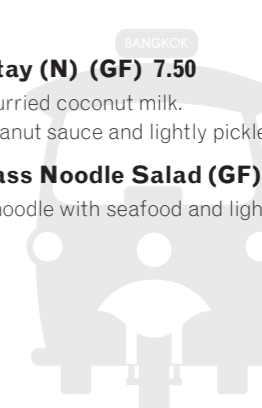 BANGKOK
tay (N) (GF) 7.50
urried coconut milk.
anut sauce and lightly pickle
ass Noodle Salad (GF)
noodle with seafood and ligh